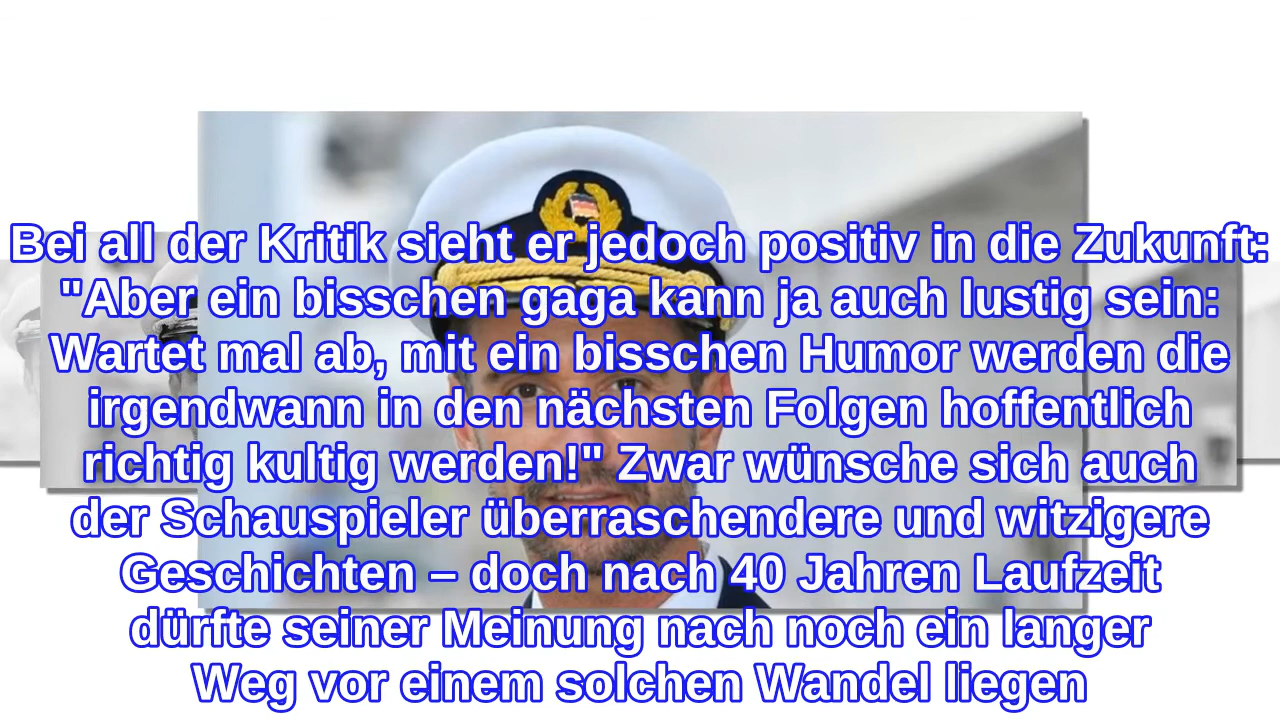 Bei all der Kritik sieht er jedoch positiv in die Zukunft:
"Aber ein bisschen gaga kann ja auch lustig sein:
Wartet mal ab, mit ein bisschen Humor werden die
irgendwann in den nächsten Folgen hoffentlich
richtig kultig werden!" Zwar wünsche sich auch
der Schauspieler überraschendere und witzigere
Geschichten – doch nach 40 Jahren Laufzeit
dürfte seiner Meinung nach noch ein langer
Weg vor einem solchen Wandel liegen